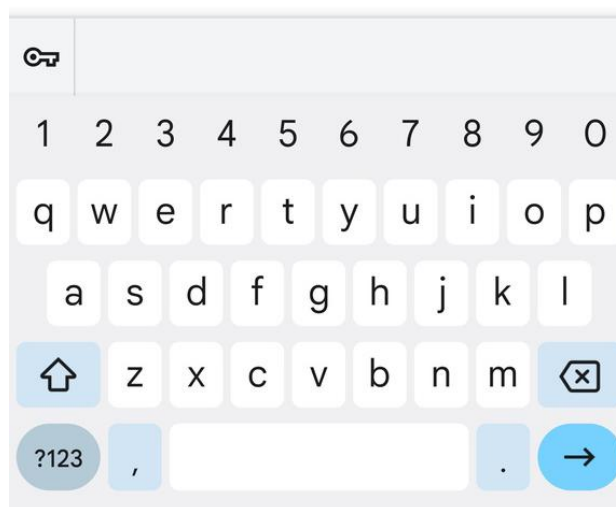 1 2 3 4 5 6 7 8 9 0
q w e r t y u i o p
a s d f g h j k l
z x c v b n m
?123 , .